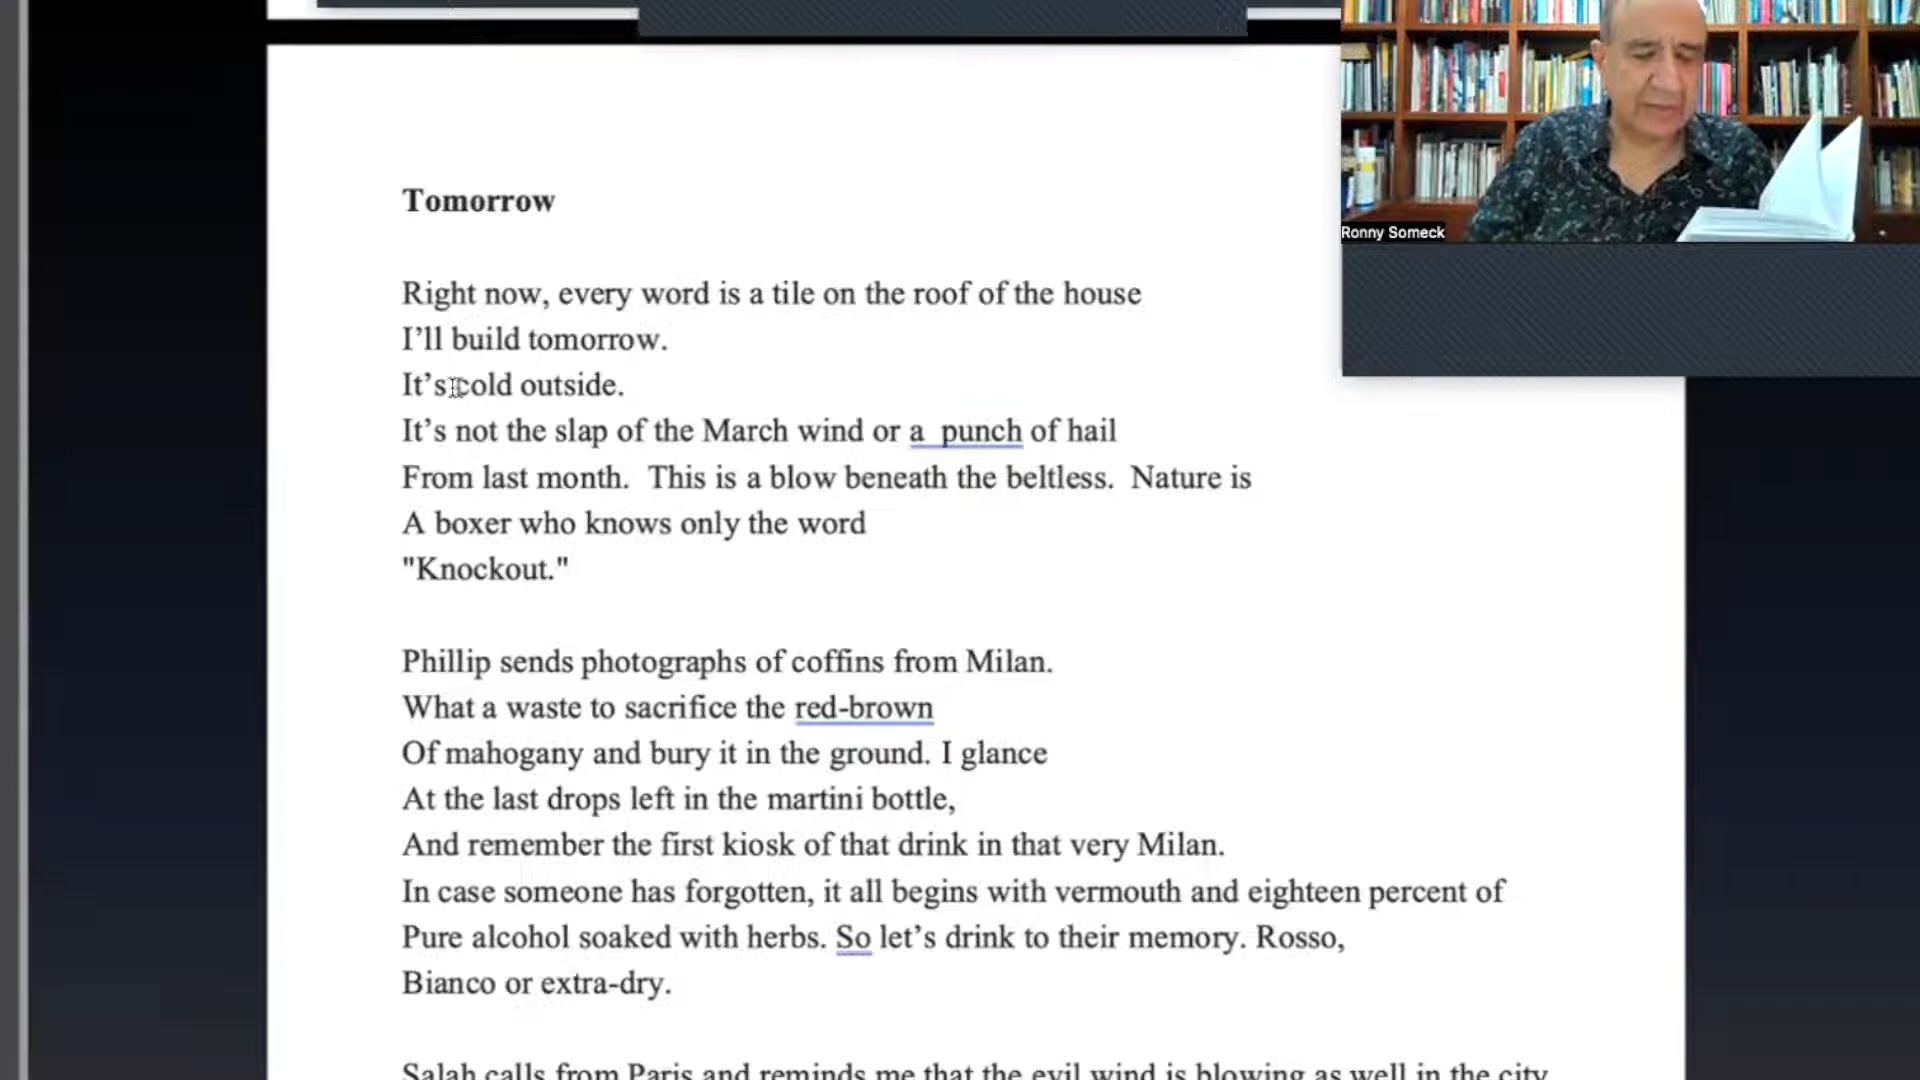 Ronny Someck
Tomorrow
Right now, every word is a tile on the roof of the house
I’ll build tomorrow.
It’s cold outside.
It’s not the slap of the March wind or a  punch of hail
From last month.  This is a blow beneath the beltless.  Nature is
A boxer who knows only the word
"Knockout."
Phillip sends photographs of coffins from Milan.
What a waste to sacrifice the red-brown
Of mahogany and bury it in the ground. I glance
At the last drops left in the martini bottle,
And remember the first kiosk of that drink in that very Milan.
In case someone has forgotten, it all begins with vermouth and eighteen percent of
Pure alcohol soaked with herbs. So let’s drink to their memory. Rosso,
Bianco or extra-dry.
Salah calls from Paris and reminds me that the evil wind is blowing as well in the city